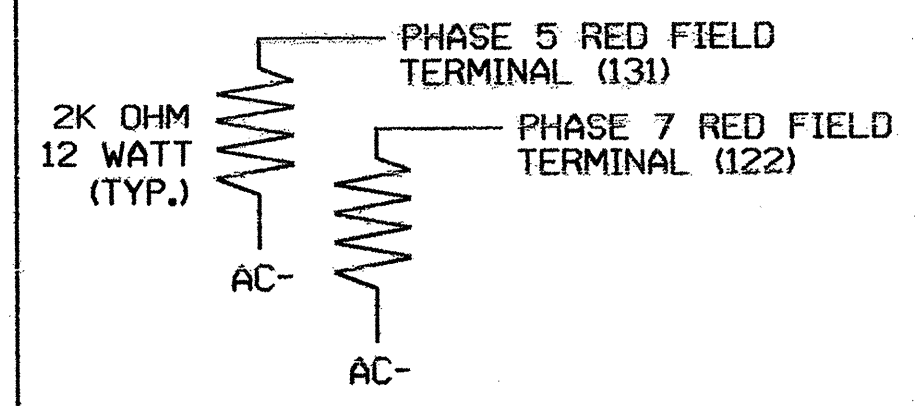 PHASE 5 RED FIELD
TERMINAL (131)
2K OHM
12 WATT
(TYP.)
AC-
PHASE 7 RED FIELD
TERMINAL (122)
AC-